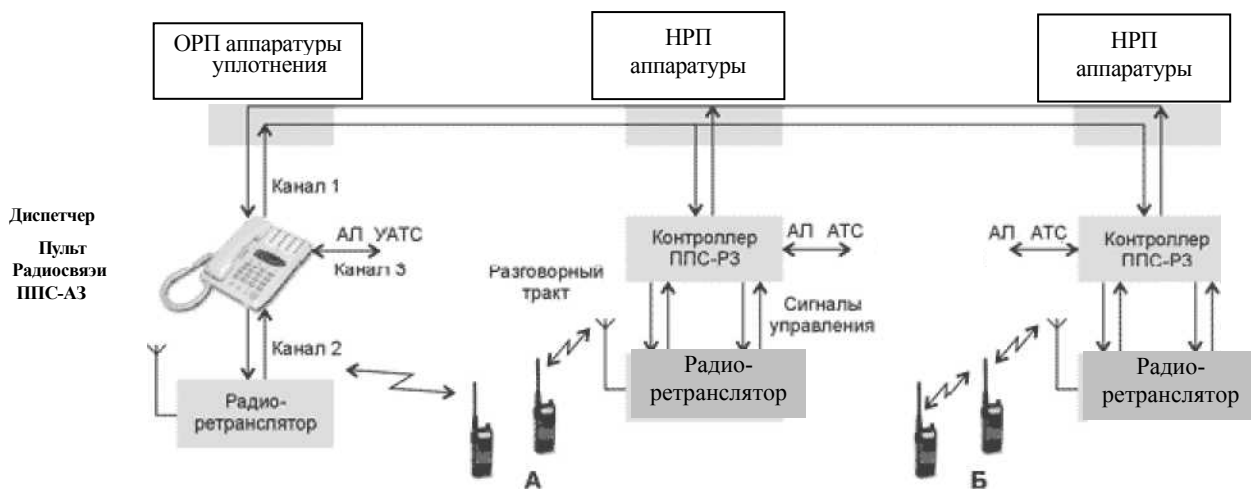 ОРП аппаратуры
уплотнения
НРП
аппаратуры
НРП
аппаратуры
Канал 1
Диспетчер
Пульт
Радиосвязи
ППС-АЗ
АЛ УАТС
Канал 3
Разговорный
тракт
Контроллер
ППС-РЗ
АЛ АТС
Сигналы
управления
АЛ АТС
Контроллер
ППС-РЗ
Канал 2
Радио-
ретранслятор
Радио-
ретранслятор
Радио-
ретранслятор
А
Б